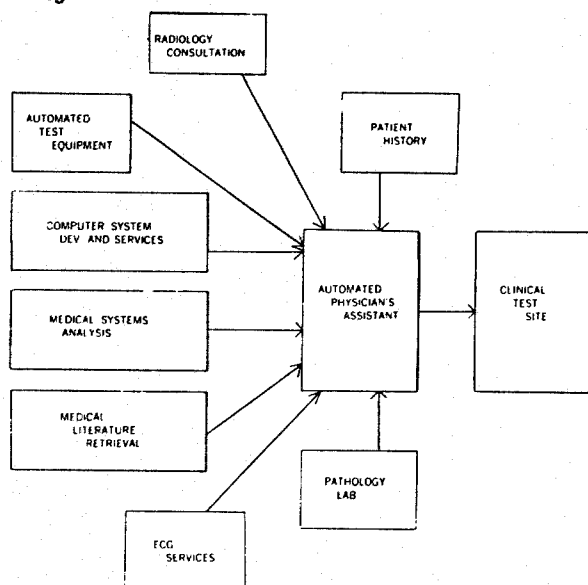 RADIOLOGY
CONSULTATION
AUTOMATED
TEST
EQUIPMENT
PATIENT
HISTORY
COMPUTER SYSTEM
DEV AND SERVICES
AUTOMATED
PHYSICIAN'S
ASSISTANT
CLINICAL
TEST
SITE
MEDICAL SYSTEMS
ANALYSIS
MEDICAL
LITERATURE
RETRIEVAL
PATHOLOGY
LAB
ECG
SERVICES